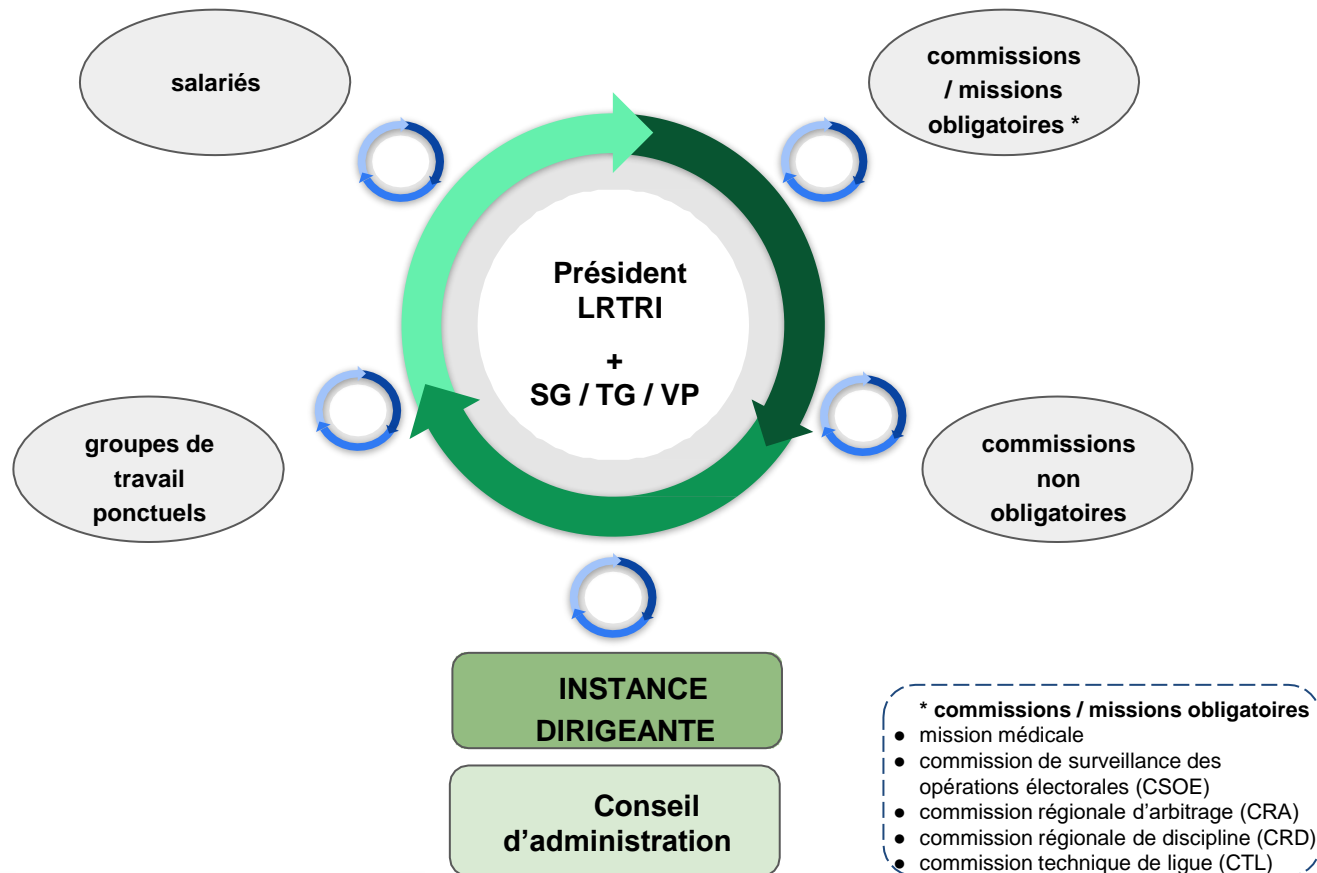 salariés
commissions
/ missions
obligatoires *
Président
LRTRI
+
SG / TG / VP
groupes de
travail
ponctuels
commissions
non
obligatoires
INSTANCE
DIRIGEANTE
Conseil
d’administration
* commissions / missions obligatoires
● mission médicale
● commission de surveillance des
opérations électorales (CSOE)
● commission régionale d’arbitrage (CRA)
● commission régionale de discipline (CRD)
● commission technique de ligue (CTL)